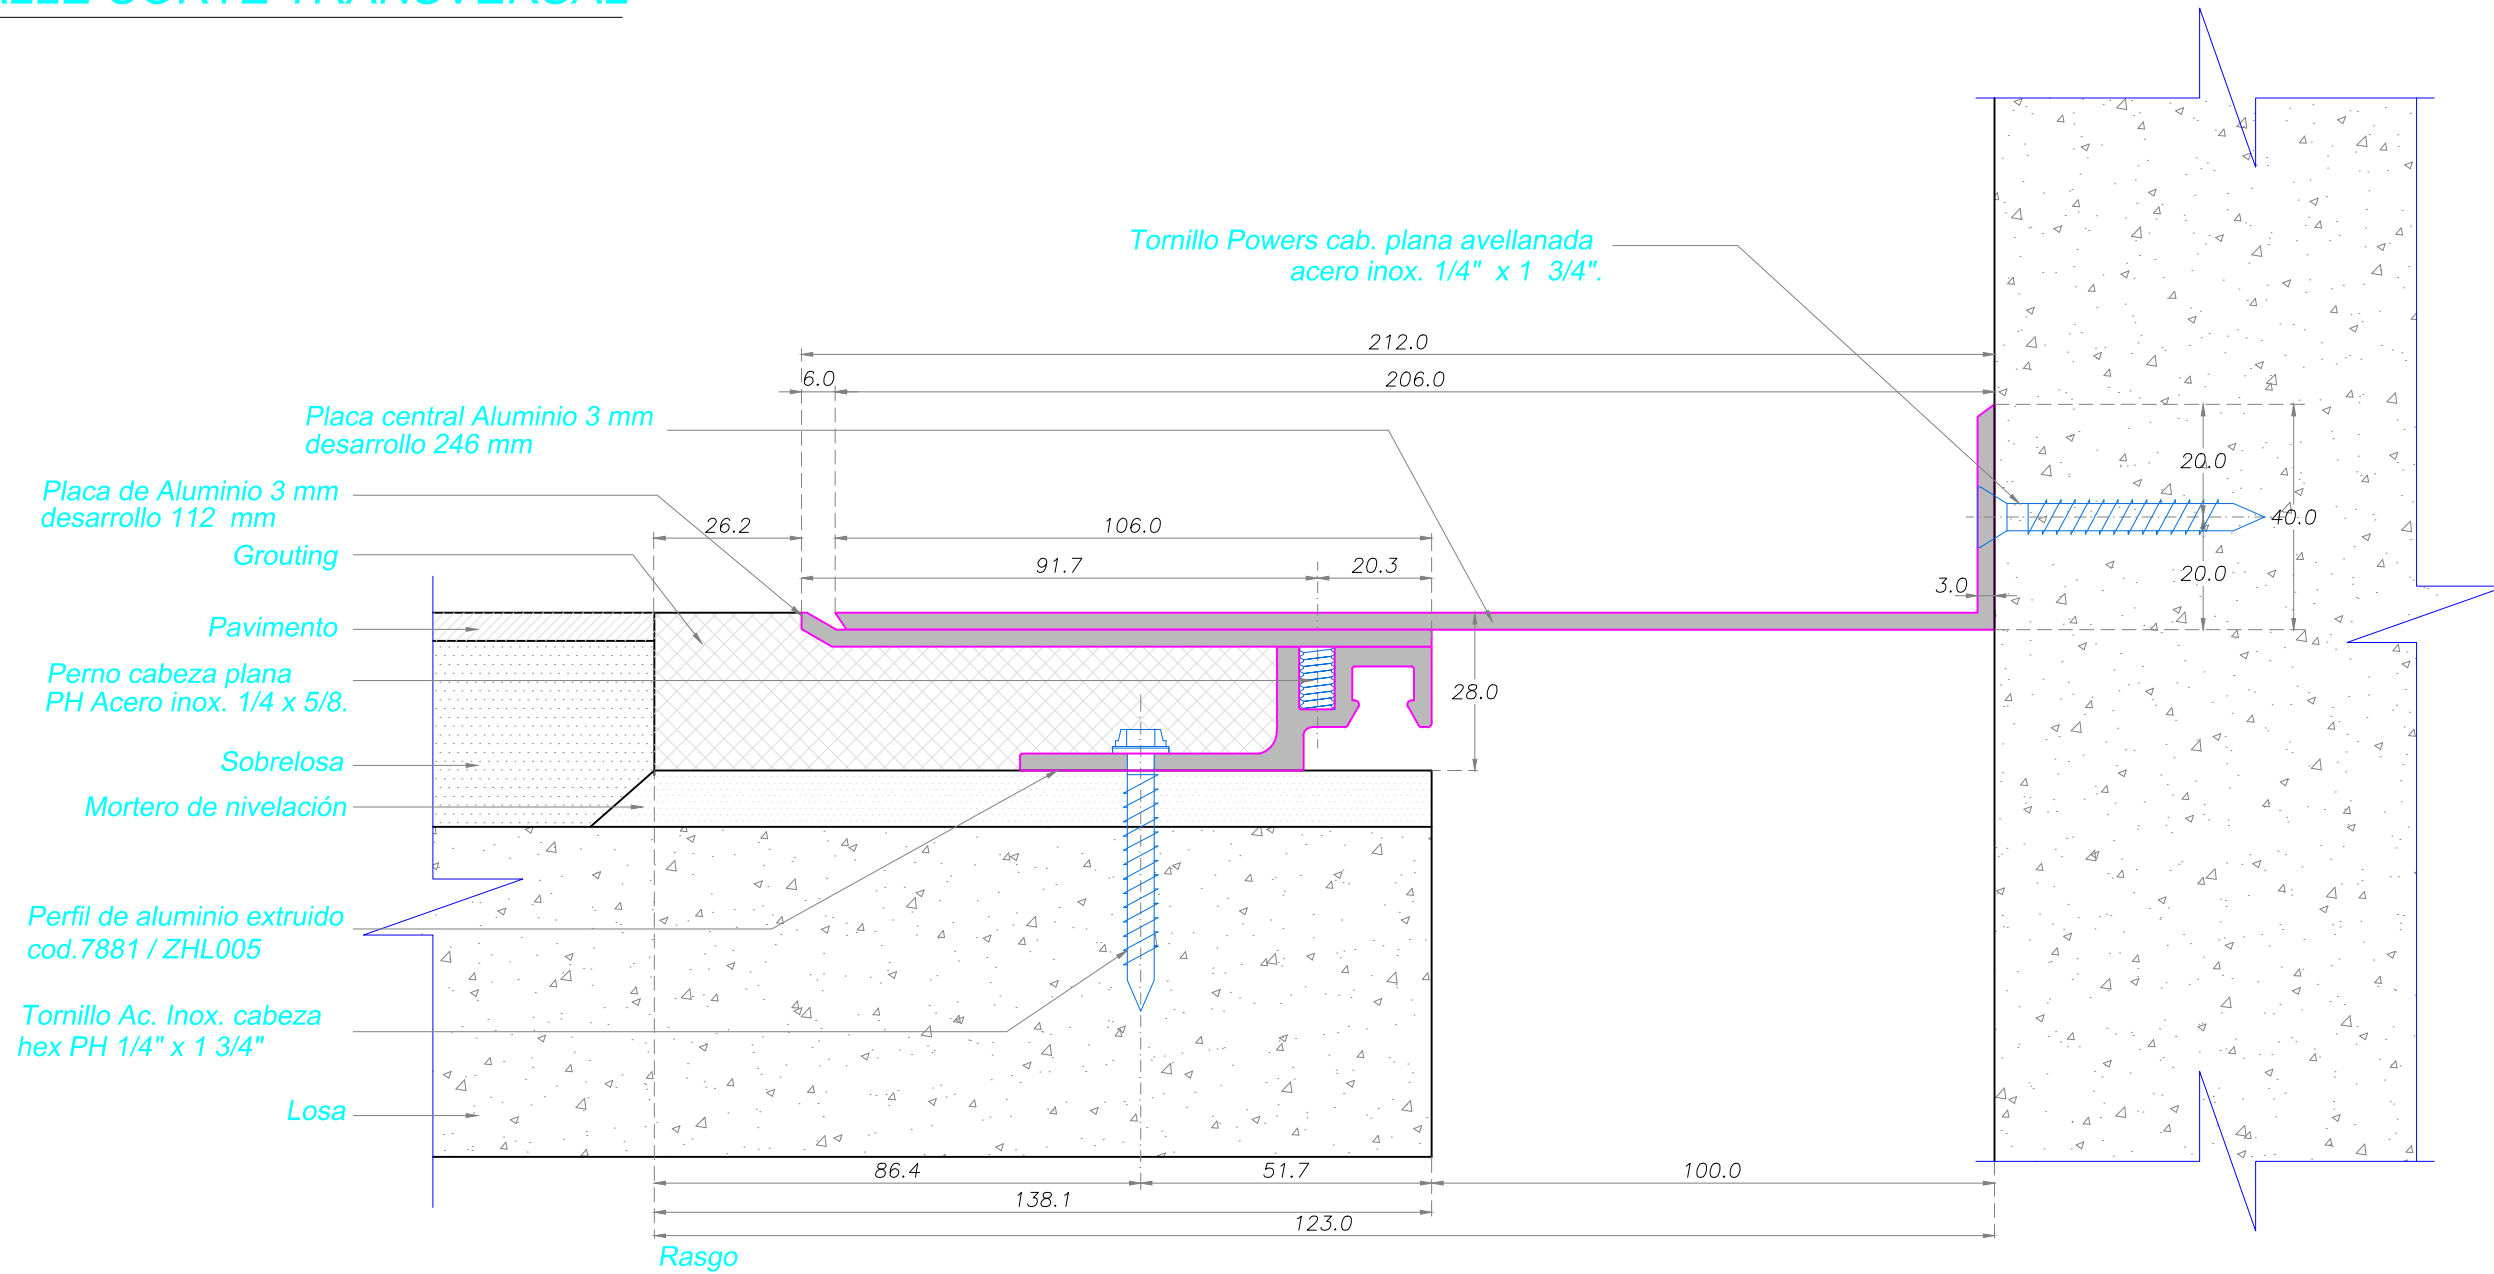 CORTE TRANSVERSAL
Tornillo Powers cab. plana avellanada
acero inox. 1/4" x 1 3/4".
212.0
6.0
206.0
Placa central Aluminio 3 mm
desarrollo 246 mm
20.0
Placa de Aluminio 3 mm
desarrollo 112 mm
26.2
106.0
40.0
Grouting
91.7
20.3
20.0
3.0
Pavimento
Perno cabeza plana
PH Acero inox. 1/4 x 5/8.
28.0
Sobrelosa
Mortero de nivelación
Perfil de aluminio extruido
cod.7881 / ZHL005
Tornillo Ac. Inox. cabeza
hex PH 1/4" x 1 3/4"
Losa
86.4
51.7
100.0
138.1
123.0
Rasgo